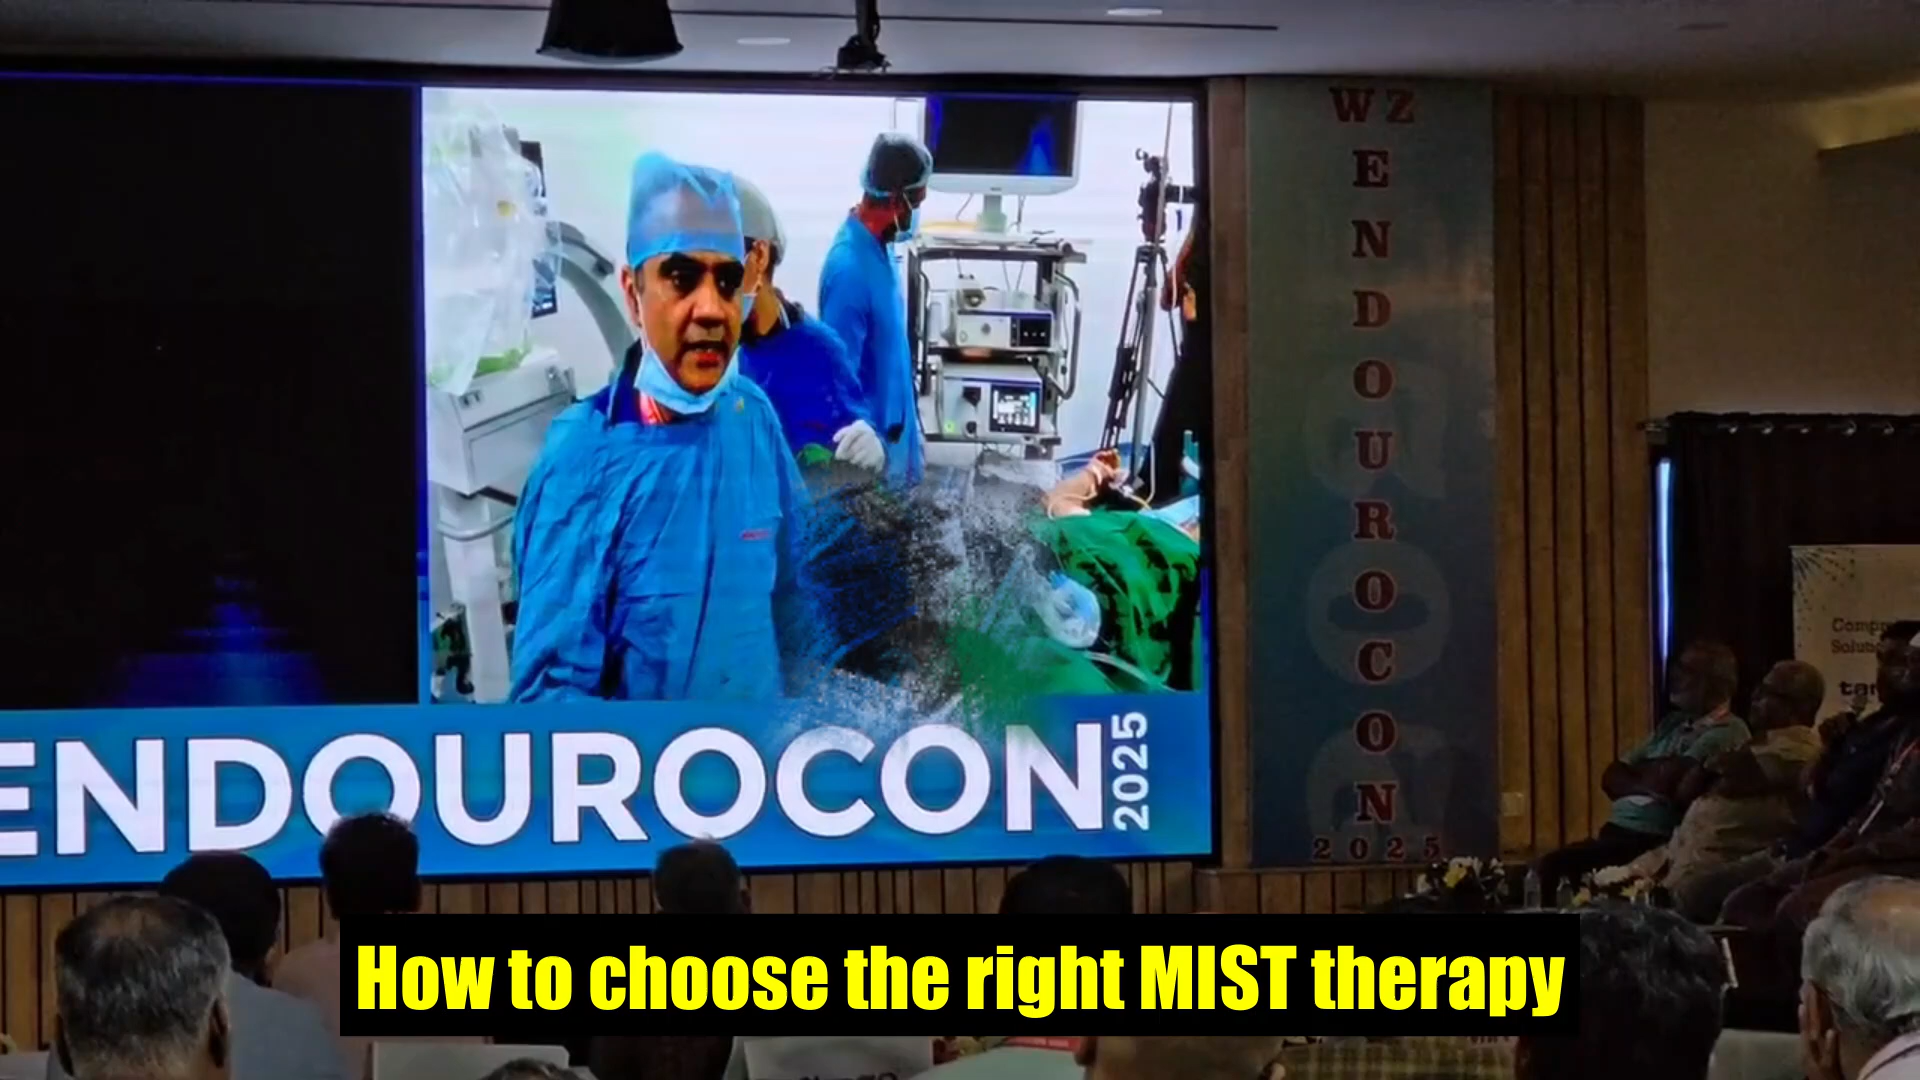 ENDOUROCON
2025
WZ
ENDOUROCON
2025
How to choose the right MIST therapy